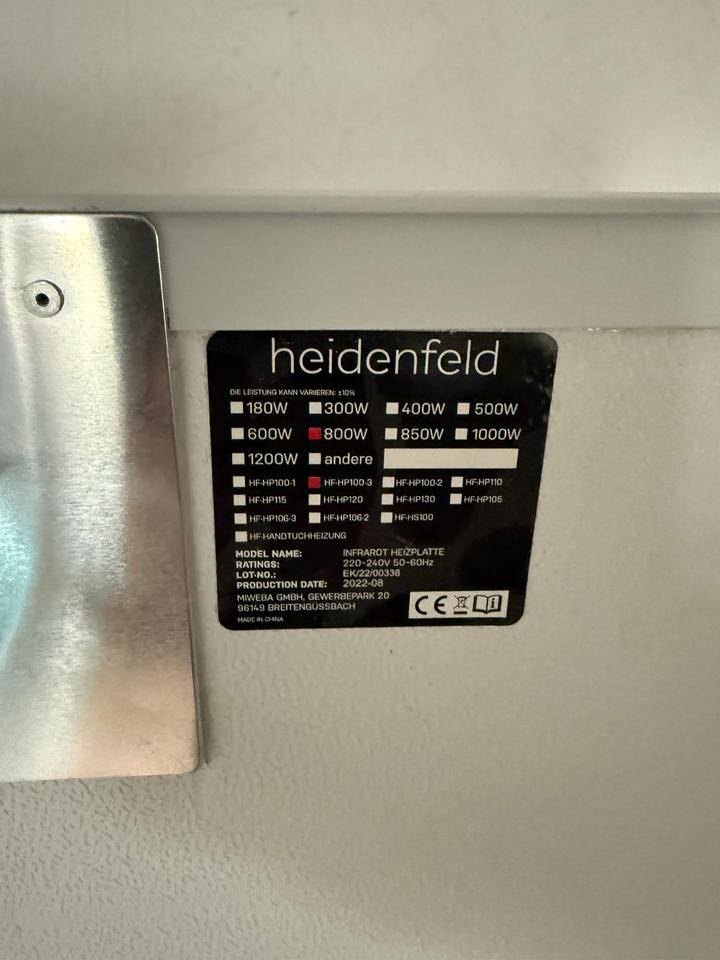 heidenfeld
DIE LEISTUNG KANN VARIIEREN: ±10%
180W 300W 400W 500W
600W 800W 850W 1000W
1200W andere
HF-HP100-1 HF-HP100-3 HF-HP100-2 HF-HP110
HF-HP115 HF-HP120 HF-HP130 HF-HP105
HF-HP106-3 HF-HP106-2 HF-HS100
HF-HANDTUCHHEIZUNG
MODEL NAME: INFRAROT HEIZPLATTE
RATINGS: 220-240V 50-60Hz
LOT-NO.: EK/22/00338
PRODUCTION DATE: 2022-08
MIWEBA GMBH, GEWERBEPARK 20
96149 BREITENGÜSSBACH
MADE IN CHINA
CE